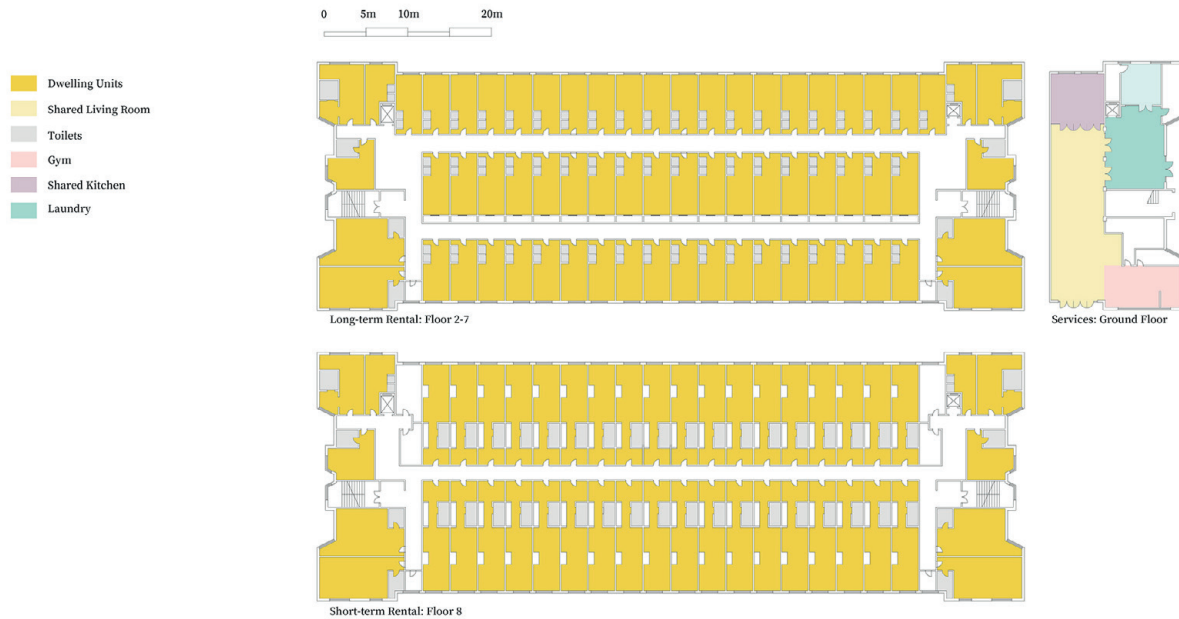 0 5m 10m 20m
Dwelling Units
Shared Living Room
Toilets
Gym
Shared Kitchen
Laundry
Long-term Rental: Floor 2-7
Services: Ground Floor
Short-term Rental: Floor 8